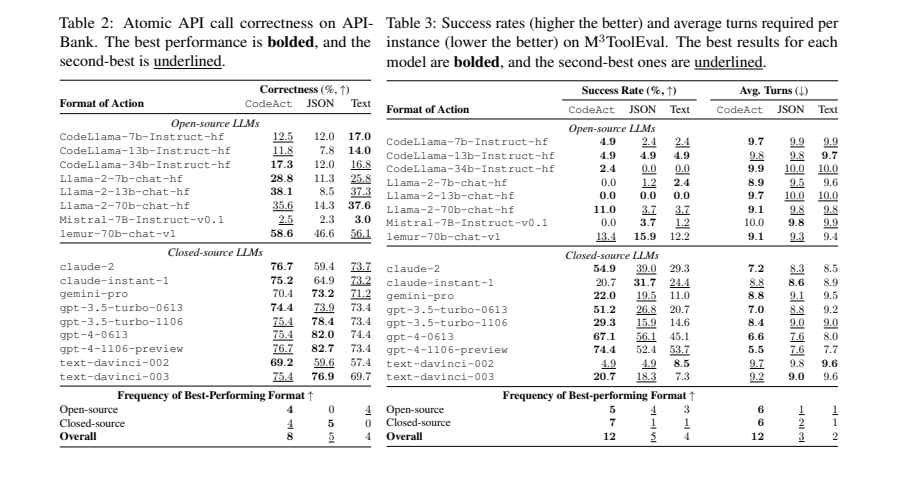 Table 2: Atomic API call correctness on API-
Bank. The best performance is bolded, and the
second-best is underlined.
Correctness (%, ↑)
Format of Action CodeAct JSON Text
Open-source LLMs
CodeLlama-7b-Instruct-hf 12.5 12.0 17.0
CodeLlama-13b-Instruct-hf 11.8 7.8 14.0
CodeLlama-34b-Instruct-hf 17.3 12.0 16.8
Llama-2-7b-chat-hf 28.8 11.3 25.8
Llama-2-13b-chat-hf 38.1 8.5 37.3
Llama-2-70b-chat-hf 35.6 14.3 37.6
Mistral-7B-Instruct-v0.1 2.5 2.3 3.0
lemur-70b-chat-v1 58.6 46.6 56.1
Closed-source LLMs
claude-2 76.7 59.4 73.7
claude-instant-1 75.2 64.9 73.2
gemini-pro 70.4 73.2 71.2
gpt-3.5-turbo-0613 74.4 73.9 73.4
gpt-3.5-turbo-1106 75.4 78.4 73.4
gpt-4-0613 75.4 82.0 74.4
gpt-4-1106-preview 76.7 82.7 73.4
text-davinci-002 69.2 59.6 57.4
text-davinci-003 75.4 76.9 69.7
Frequency of Best-Performing Format ↑
Open-source 4 0 4
Closed-source 4 5 0
Overall 8 5 4
Table 3: Success rates (higher the better) and average turns required per
instance (lower the better) on M³ToolEval. The best results for each
model are bolded, and the second-best ones are underlined.
Success Rate (%, ↑) Avg. Turns (↓)
Format of Action CodeAct JSON Text CodeAct JSON Text
Open-source LLMs
CodeLlama-7b-Instruct-hf 4.9 2.4 2.4 9.7 9.9 9.9
CodeLlama-13b-Instruct-hf 4.9 4.9 4.9 9.8 9.8 9.7
CodeLlama-34b-Instruct-hf 2.4 0.0 0.0 9.9 10.0 10.0
Llama-2-7b-chat-hf 0.0 1.2 2.4 8.9 9.5 9.6
Llama-2-13b-chat-hf 0.0 0.0 0.0 9.7 10.0 10.0
Llama-2-70b-chat-hf 11.0 3.7 3.7 9.1 9.8 9.8
Mistral-7B-Instruct-v0.1 0.0 3.7 1.2 10.0 9.8 9.9
lemur-70b-chat-v1 13.4 15.9 12.2 9.1 9.3 9.4
Closed-source LLMs
claude-2 54.9 39.0 29.3 7.2 8.3 8.5
claude-instant-1 20.7 31.7 24.4 8.8 8.6 8.9
gemini-pro 22.0 19.5 11.0 8.8 9.1 9.5
gpt-3.5-turbo-0613 51.2 26.8 20.7 7.0 8.8 9.2
gpt-3.5-turbo-1106 29.3 15.9 14.6 8.4 9.0 9.0
gpt-4-0613 67.1 56.1 45.1 6.6 7.6 8.0
gpt-4-1106-preview 74.4 52.4 53.7 5.5 7.6 7.7
text-davinci-002 4.9 4.9 8.5 9.7 9.8 9.6
text-davinci-003 20.7 18.3 7.3 9.2 9.0 9.6
Frequency of Best-performing Format ↑
Open-source 5 4 3 6 1 1
Closed-source 7 1 1 6 2 1
Overall 12 5 4 12 3 2